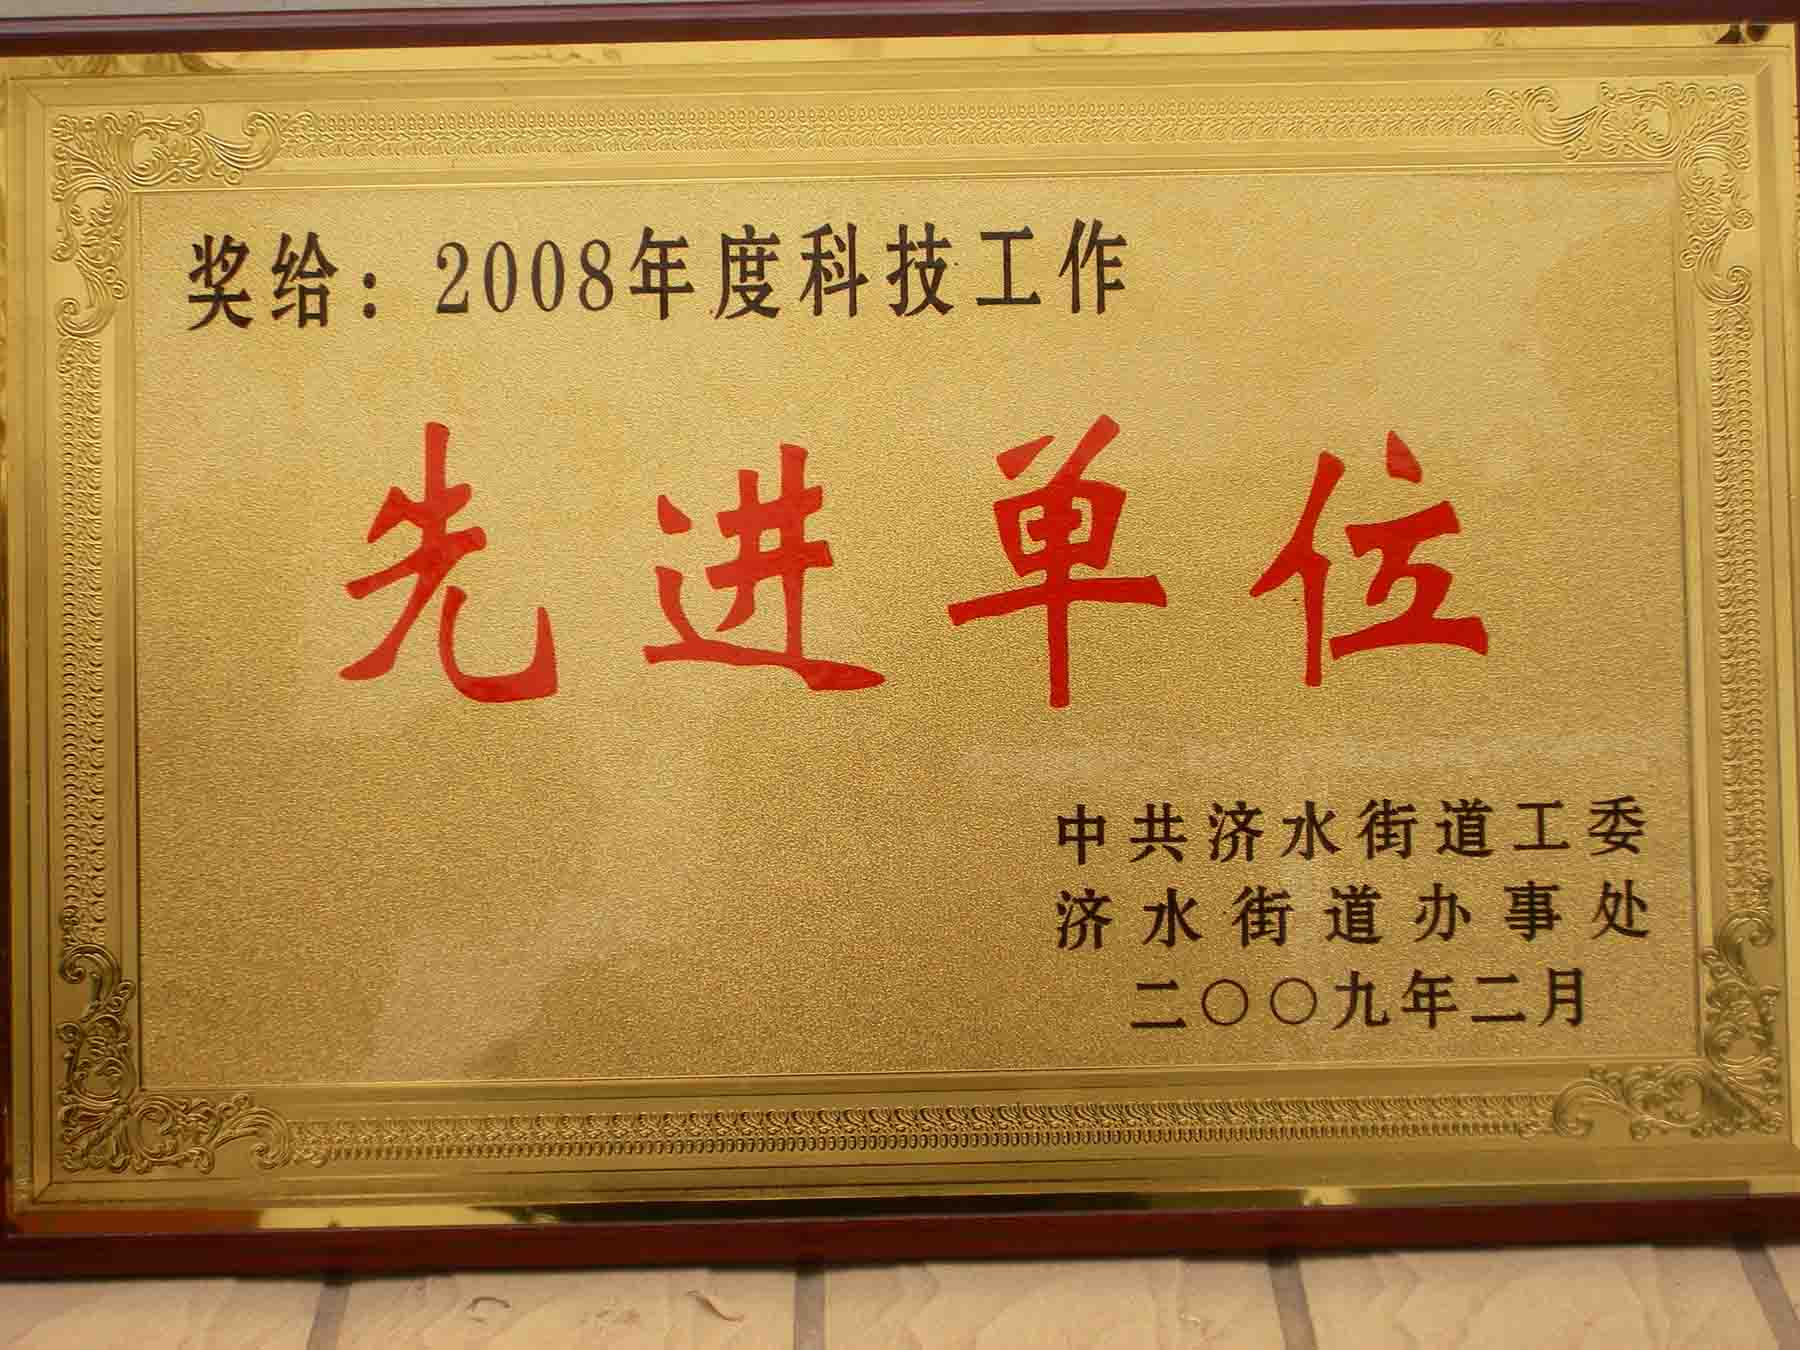 奖给：2008年度科技工作
先进单位
中共济水街道工委
济水街道办事处
二〇〇九年二月